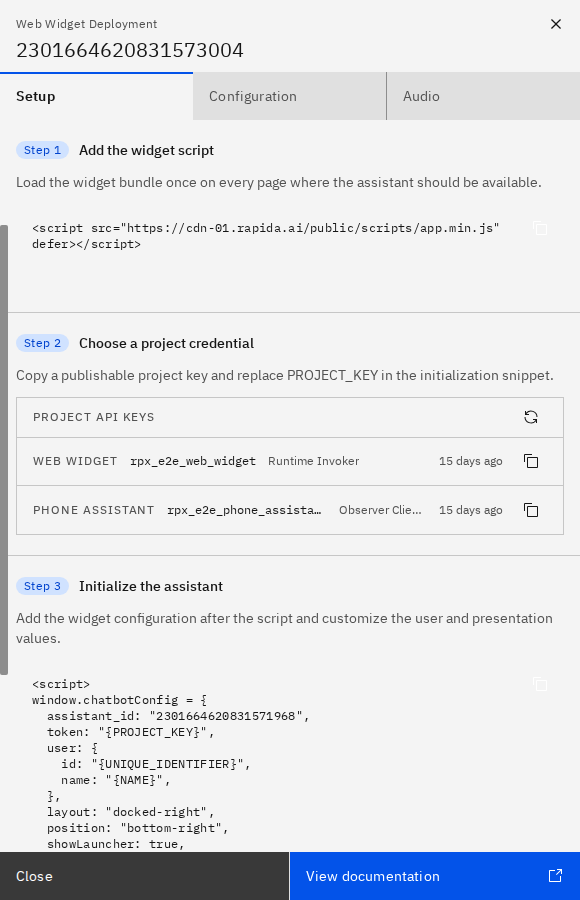 Web Widget Deployment
2301664620831573004
Setup
Configuration
Audio
Step 1 Add the widget script
Load the widget bundle once on every page where the assistant should be available.
<script src="https://cdn-01.rapida.ai/public/scripts/app.min.js"
defer></script>
Step 2 Choose a project credential
Copy a publishable project key and replace PROJECT_KEY in the initialization snippet.
PROJECT API KEYS
WEB WIDGET rpx_e2e_web_widget Runtime Invoker 15 days ago
PHONE ASSISTANT rpx_e2e_phone_assista… Observer Clie… 15 days ago
Step 3 Initialize the assistant
Add the widget configuration after the script and customize the user and presentation
values.
<script>
window.chatbotConfig = {
  assistant_id: "2301664620831571968",
  token: "{PROJECT_KEY}",
  user: {
    id: "{UNIQUE_IDENTIFIER}",
    name: "{NAME}",
  },
  layout: "docked-right",
  position: "bottom-right",
  showLauncher: true,
Close
View documentation